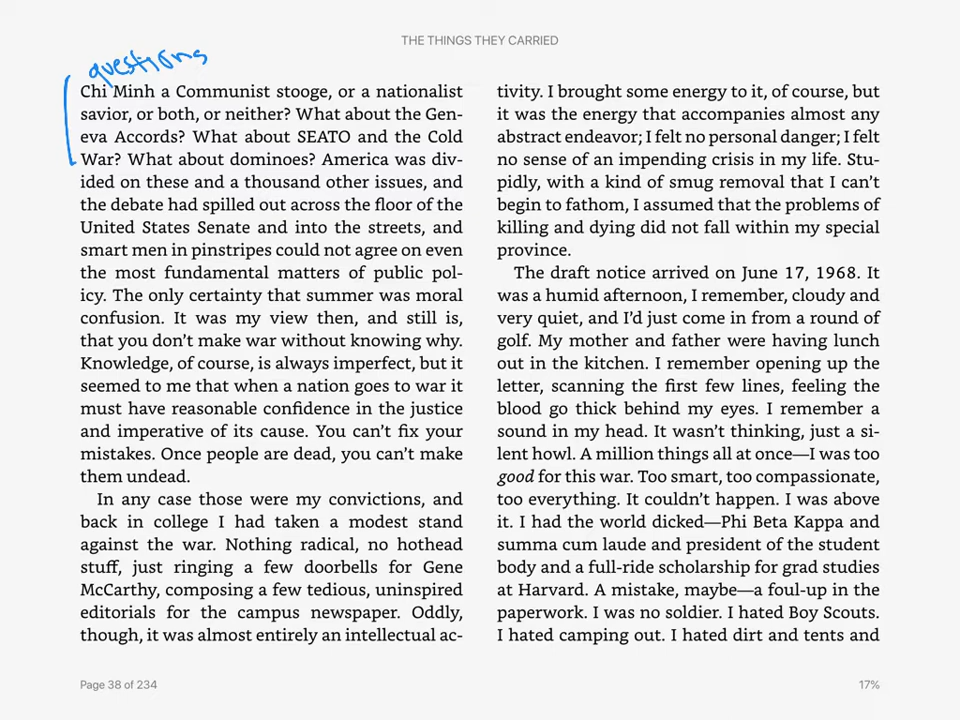 THE THINGS THEY CARRIED
questions
Chi Minh a Communist stooge, or a nationalist
savior, or both, or neither? What about the Gen-
eva Accords? What about SEATO and the Cold
War? What about dominoes? America was div-
ided on these and a thousand other issues, and
the debate had spilled out across the floor of the
United States Senate and into the streets, and
smart men in pinstripes could not agree on even
the most fundamental matters of public pol-
icy. The only certainty that summer was moral
confusion. It was my view then, and still is,
that you don’t make war without knowing why.
Knowledge, of course, is always imperfect, but it
seemed to me that when a nation goes to war it
must have reasonable confidence in the justice
and imperative of its cause. You can’t fix your
mistakes. Once people are dead, you can’t make
them undead.
In any case those were my convictions, and
back in college I had taken a modest stand
against the war. Nothing radical, no hothead
stuff, just ringing a few doorbells for Gene
McCarthy, composing a few tedious, uninspired
editorials for the campus newspaper. Oddly,
though, it was almost entirely an intellectual ac-
tivity. I brought some energy to it, of course, but
it was the energy that accompanies almost any
abstract endeavor; I felt no personal danger; I felt
no sense of an impending crisis in my life. Stu-
pidly, with a kind of smug removal that I can’t
begin to fathom, I assumed that the problems of
killing and dying did not fall within my special
province.
The draft notice arrived on June 17, 1968. It
was a humid afternoon, I remember, cloudy and
very quiet, and I’d just come in from a round of
golf. My mother and father were having lunch
out in the kitchen. I remember opening up the
letter, scanning the first few lines, feeling the
blood go thick behind my eyes. I remember a
sound in my head. It wasn’t thinking, just a si-
lent howl. A million things all at once—I was too
good for this war. Too smart, too compassionate,
too everything. It couldn’t happen. I was above
it. I had the world dicked—Phi Beta Kappa and
summa cum laude and president of the student
body and a full-ride scholarship for grad studies
at Harvard. A mistake, maybe—a foul-up in the
paperwork. I was no soldier. I hated Boy Scouts.
I hated camping out. I hated dirt and tents and
Page 38 of 234
17%